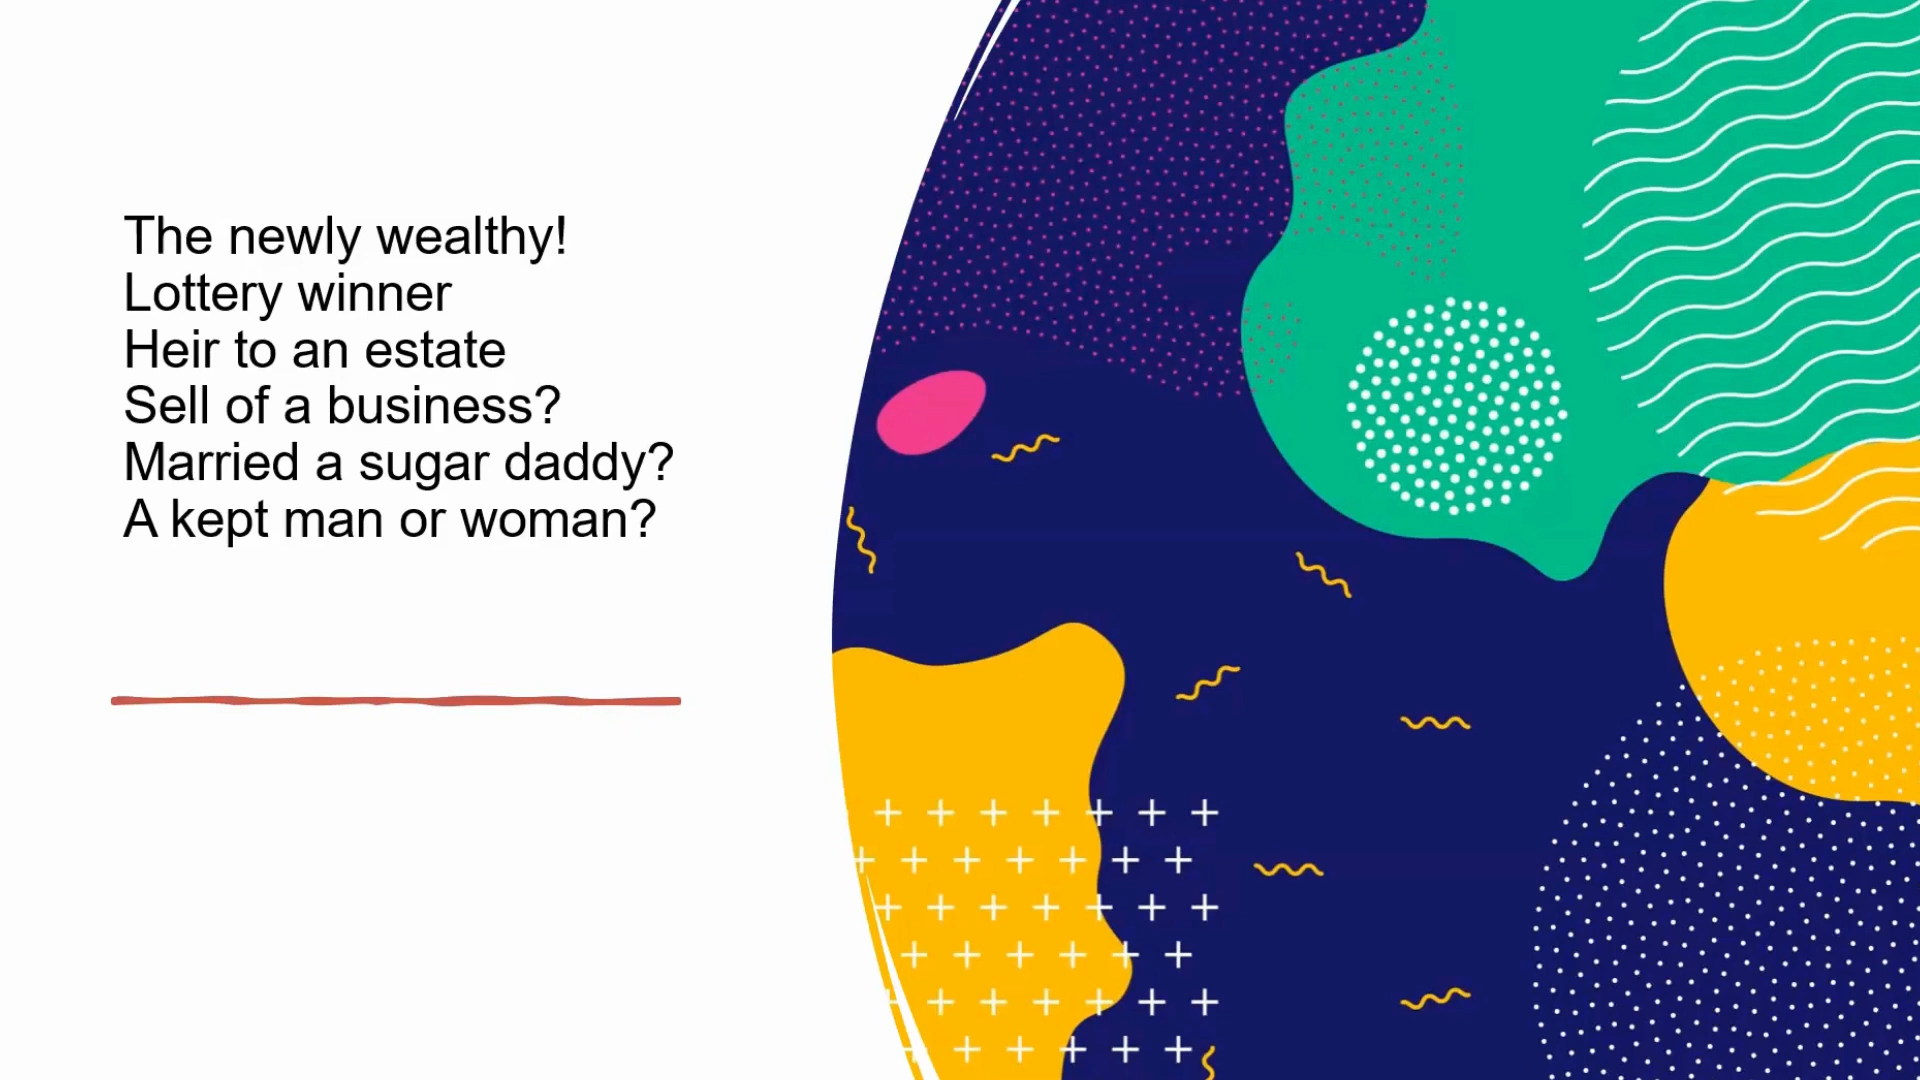 The newly wealthy!
Lottery winner
Heir to an estate
Sell of a business?
Married a sugar daddy?
A kept man or woman?